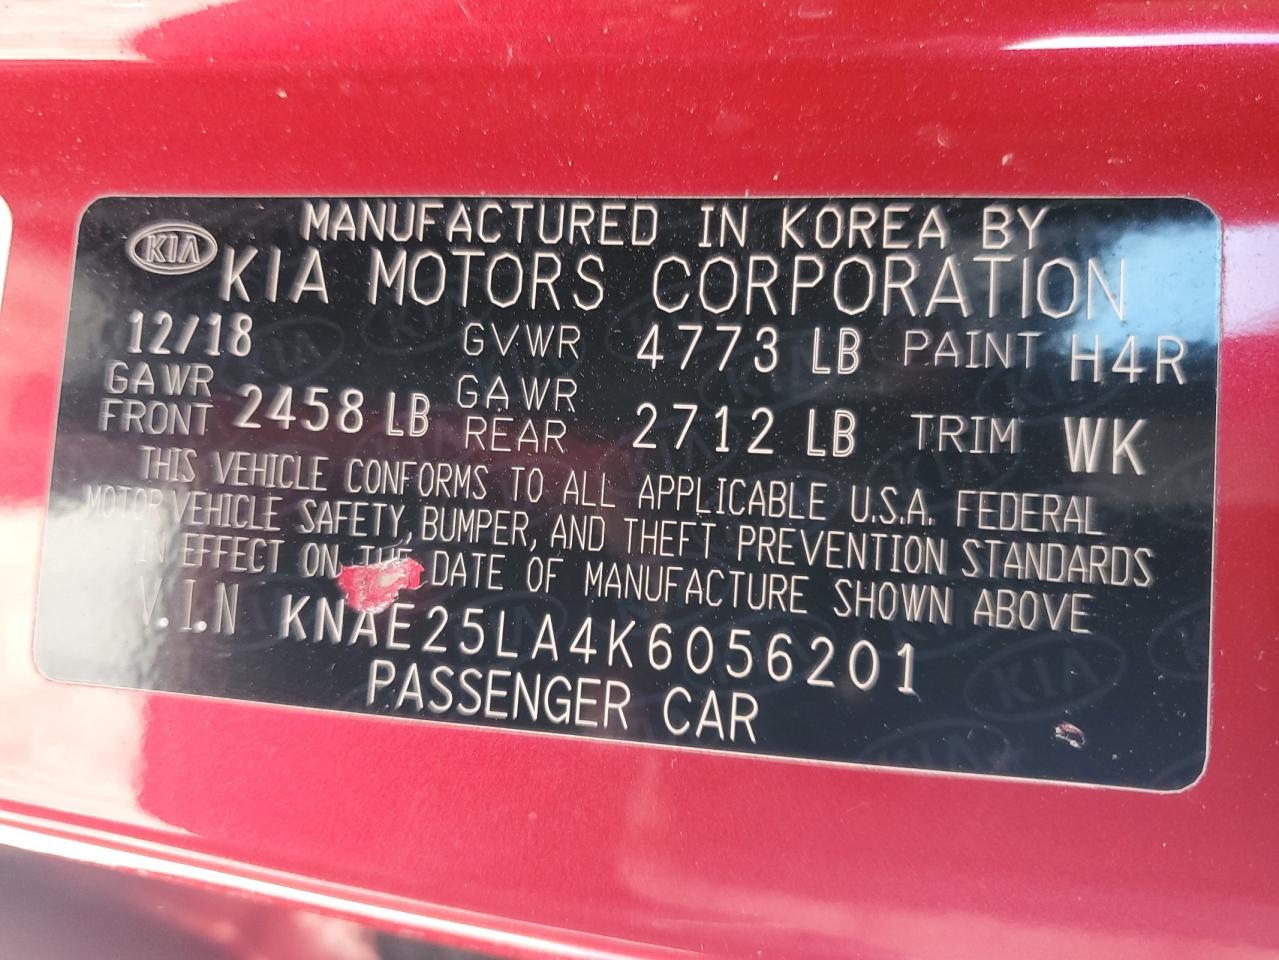 MANUFACTURED IN KOREA BY
KIA
KIA MOTORS CORPORATION
12/18 GVWR 4773 LB PAINT H4R
GAWR FRONT 2458 LB GAWR REAR 2712 LB TRIM WK
THIS VEHICLE CONFORMS TO ALL APPLICABLE U.S.A. FEDERAL
MOTOR VEHICLE SAFETY, BUMPER, AND THEFT PREVENTION STANDARDS
IN EFFECT ON THE DATE OF MANUFACTURE SHOWN ABOVE
V.I.N KNAE25LA4K6056201
PASSENGER CAR